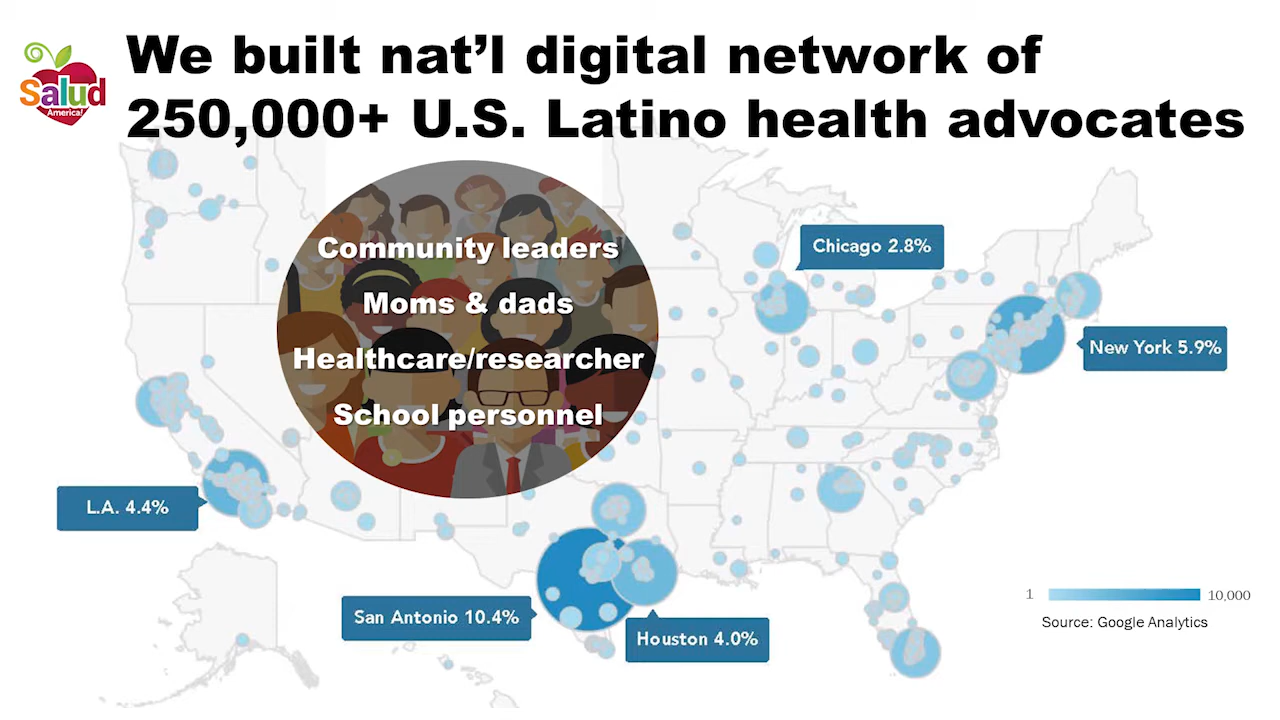 We built nat'l digital network of
250,000+ U.S. Latino health advocates
Salud
America!
Community leaders
Moms & dads
Healthcare/researcher
School personnel
Chicago 2.8%
New York 5.9%
L.A. 4.4%
San Antonio 10.4%
Houston 4.0%
1 10,000
Source: Google Analytics